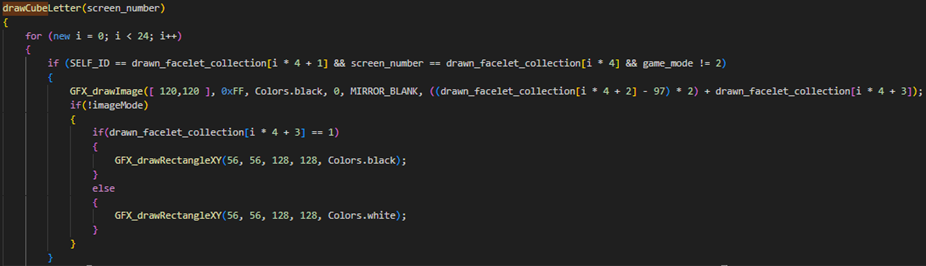 drawCubeLetter(screen_number)
{
    for (new i = 0; i < 24; i++)
    {
        if (SELF_ID == drawn_facelet_collection[i * 4 + 1] && screen_number == drawn_facelet_collection[i * 4] && game_mode != 2)
        {
            GFX_drawImage([ 120,120 ], 0xFF, Colors.black, 0, MIRROR_BLANK, ((drawn_facelet_collection[i * 4 + 2] - 97) * 2) + drawn_facelet_collection[i * 4 + 3]);
            if(!imageMode)
            {
                if(drawn_facelet_collection[i * 4 + 3] == 1)
                {
                    GFX_drawRectangleXY(56, 56, 128, 128, Colors.black);
                }
                else
                {
                    GFX_drawRectangleXY(56, 56, 128, 128, Colors.white);
                }
            }
        }